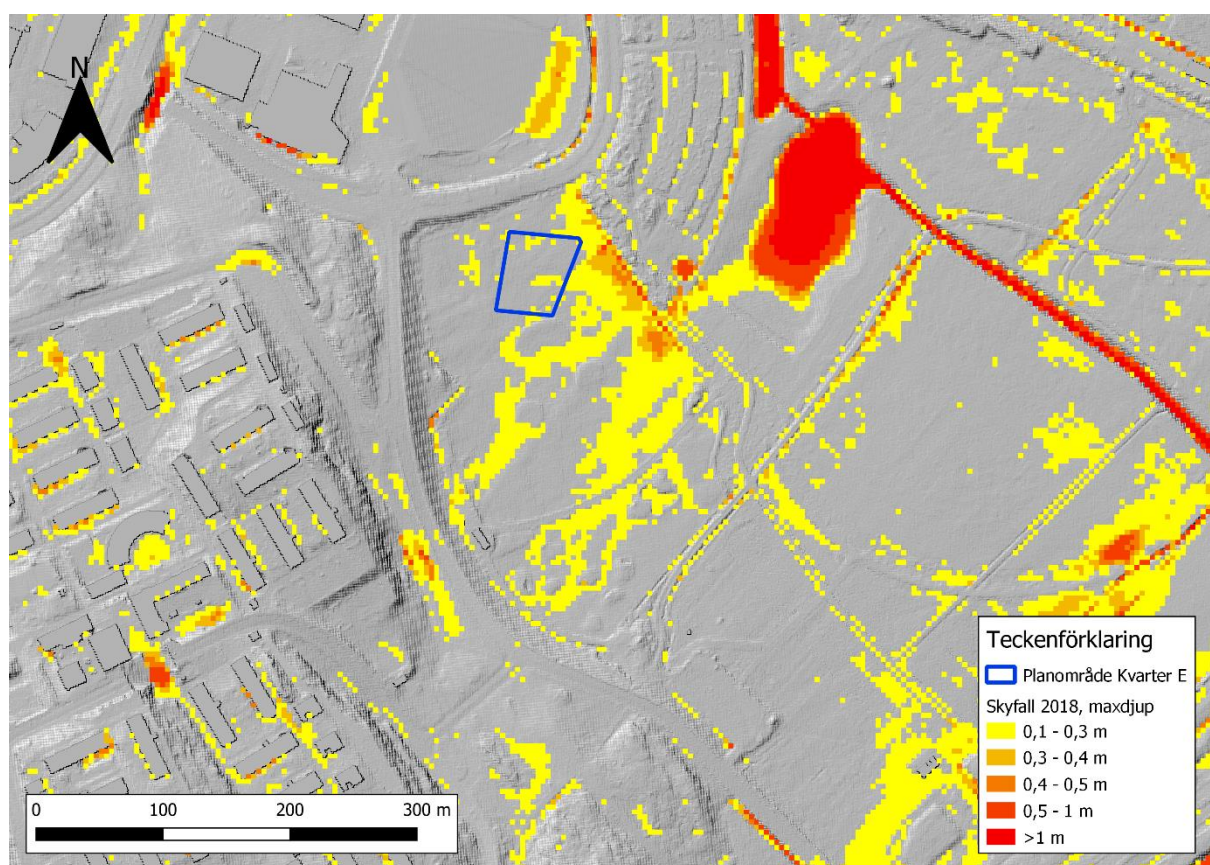 N
Teckenförklaring
Planområde Kvarter E
Skyfall 2018, maxdjup
0,1 - 0,3 m
0,3 - 0,4 m
0,4 - 0,5 m
0,5 - 1 m
>1 m
0 100 200 300 m